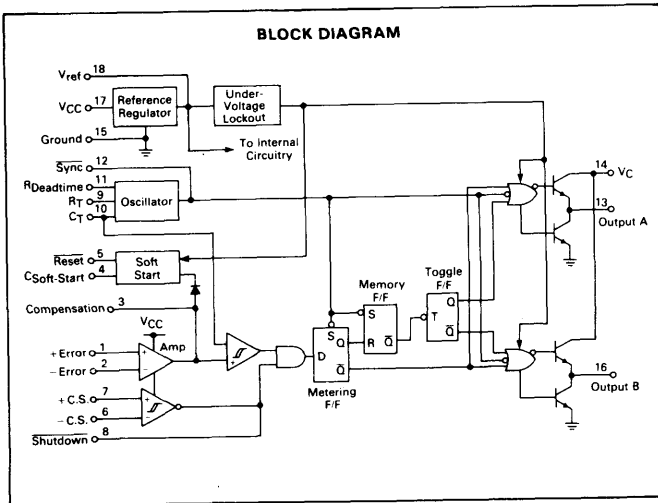 BLOCK DIAGRAM
Vref 18
VCC 17
Reference
Regulator
Under-
Voltage
Lockout
Ground 15
To Internal
Circuitry
Sync 12
RDeadtime 11
RT 9
CT 10
Oscillator
14 VC
13
Output A
Reset 5
CSoft-Start 4
Soft
Start
Compensation 3
Memory
F/F
Toggle
F/F
S
R Q̅
T
Q
Q̅
VCC
Amp
+Error 1
−Error 2
+
−
+
S
D Q
Q̅
Metering
F/F
16
Output B
+C.S. 7
−C.S. 6
+
−
Shutdown 8